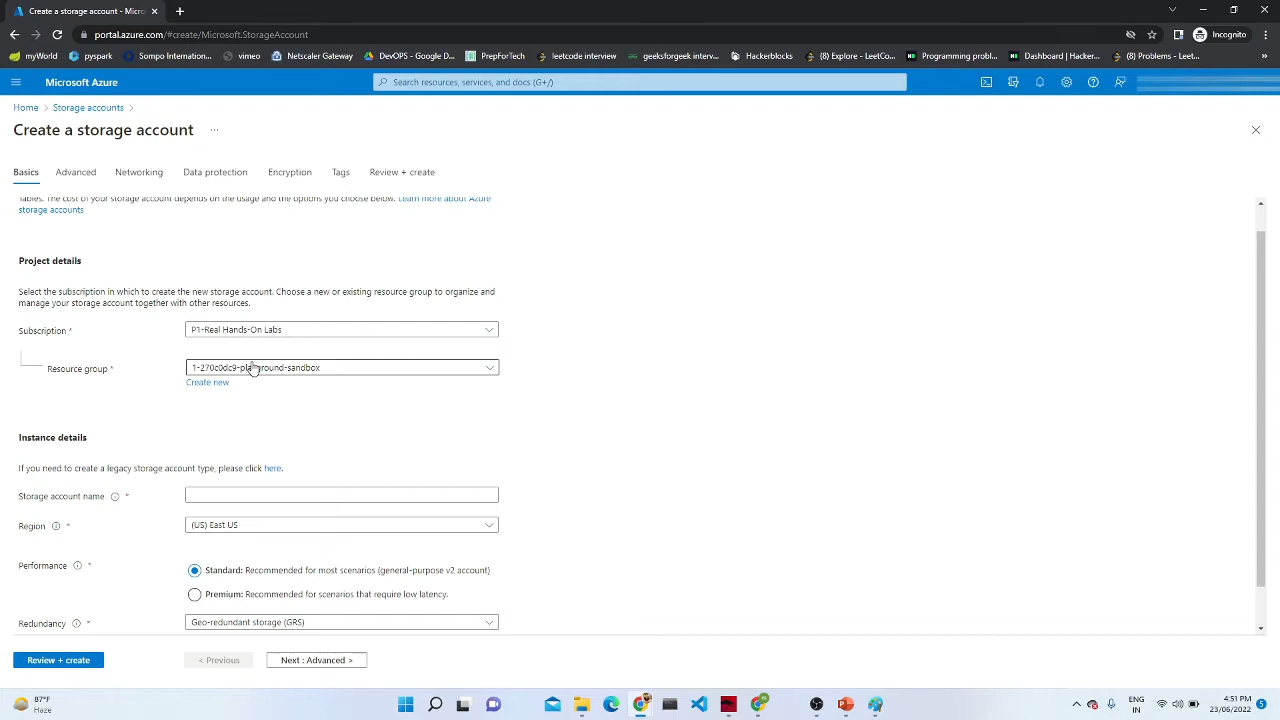 Create a storage account - Micro
portal.azure.com/#create/Microsoft.StorageAccount
Incognito
myWorld
pyspark
Sompo Internation...
vimeo
Netscaler Gateway
DevOPS - Google D...
PrepForTech
leetcode interview
geeksforgeek interv...
Hackerblocks
(8) Explore - LeetCo...
Programming probl...
Dashboard | Hacker...
(8) Problems - Leet...
Microsoft Azure
Search resources, services, and docs (G+/)
Home > Storage accounts >
Create a storage account ...
Basics
Advanced
Networking
Data protection
Encryption
Tags
Review + create
Tables. The cost of your storage account depends on the usage and the options you choose below. Learn more about Azure
storage accounts
Project details
Select the subscription in which to create the new storage account. Choose a new or existing resource group to organize and
manage your storage account together with other resources.
Subscription *
P1-Real Hands-On Labs
Resource group *
1-270c0dc9-playground-sandbox
Create new
Instance details
If you need to create a legacy storage account type, please click here.
Storage account name *
Region *
(US) East US
Performance *
Standard: Recommended for most scenarios (general-purpose v2 account)
Premium: Recommended for scenarios that require low latency.
Redundancy *
Geo-redundant storage (GRS)
Review + create
< Previous
Next : Advanced >
87°F
Haze
ENG
IN
4:51 PM
23/06/2022